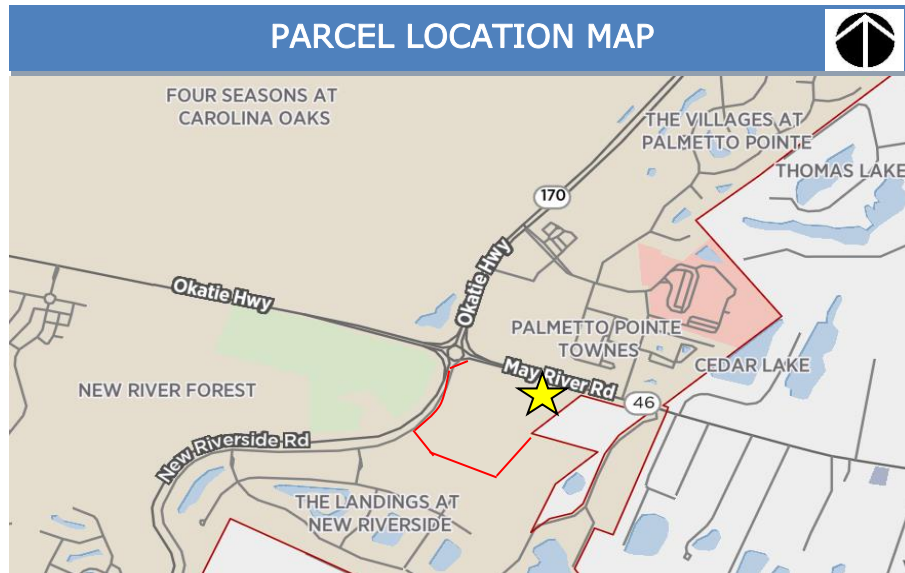 PARCEL LOCATION MAP
FOUR SEASONS AT
CAROLINA OAKS
THE VILLAGES AT
PALMETTO POINTE
THOMAS LAKE
170
Okatie Hwy
Okatie Hwy
PALMETTO POINTE
TOWNES
CEDAR LAKE
May River Rd
46
NEW RIVER FOREST
New Riverside Rd
THE LANDINGS AT
NEW RIVERSIDE